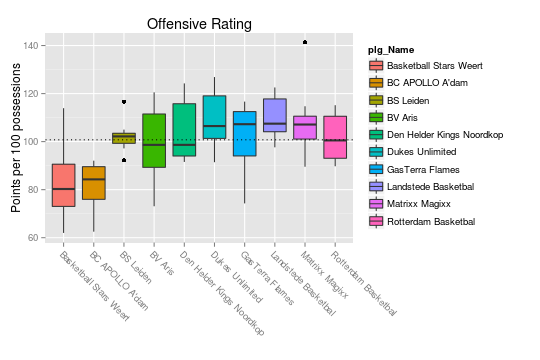 Offensive Rating
Points per 100 possessions
140
120
100
80
60
Basketball Stars Weert
BC APOLLO A'dam
BS Leiden
BV Aris
Den Helder Kings Noordkop
Dukes Unlimited
GasTerra Flames
Landstede Basketbal
Matrixx Magixx
Rotterdam Basketbal
plg_Name
Basketball Stars Weert
BC APOLLO A'dam
BS Leiden
BV Aris
Den Helder Kings Noordkop
Dukes Unlimited
GasTerra Flames
Landstede Basketbal
Matrixx Magixx
Rotterdam Basketbal